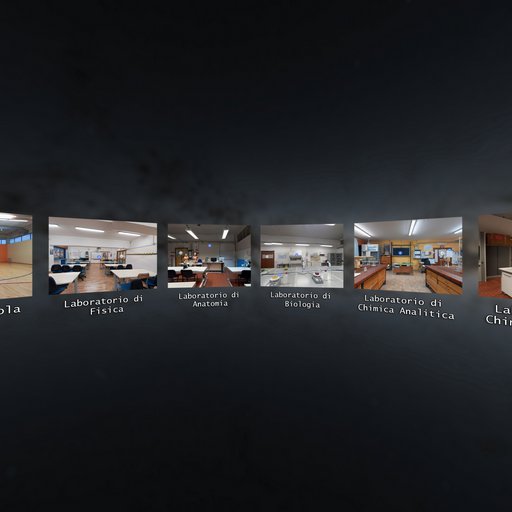 Laboratorio di
Fisica
Laboratorio di
Anatomia
Laboratorio di
Biologia
Laboratorio di
Chimica Analitica